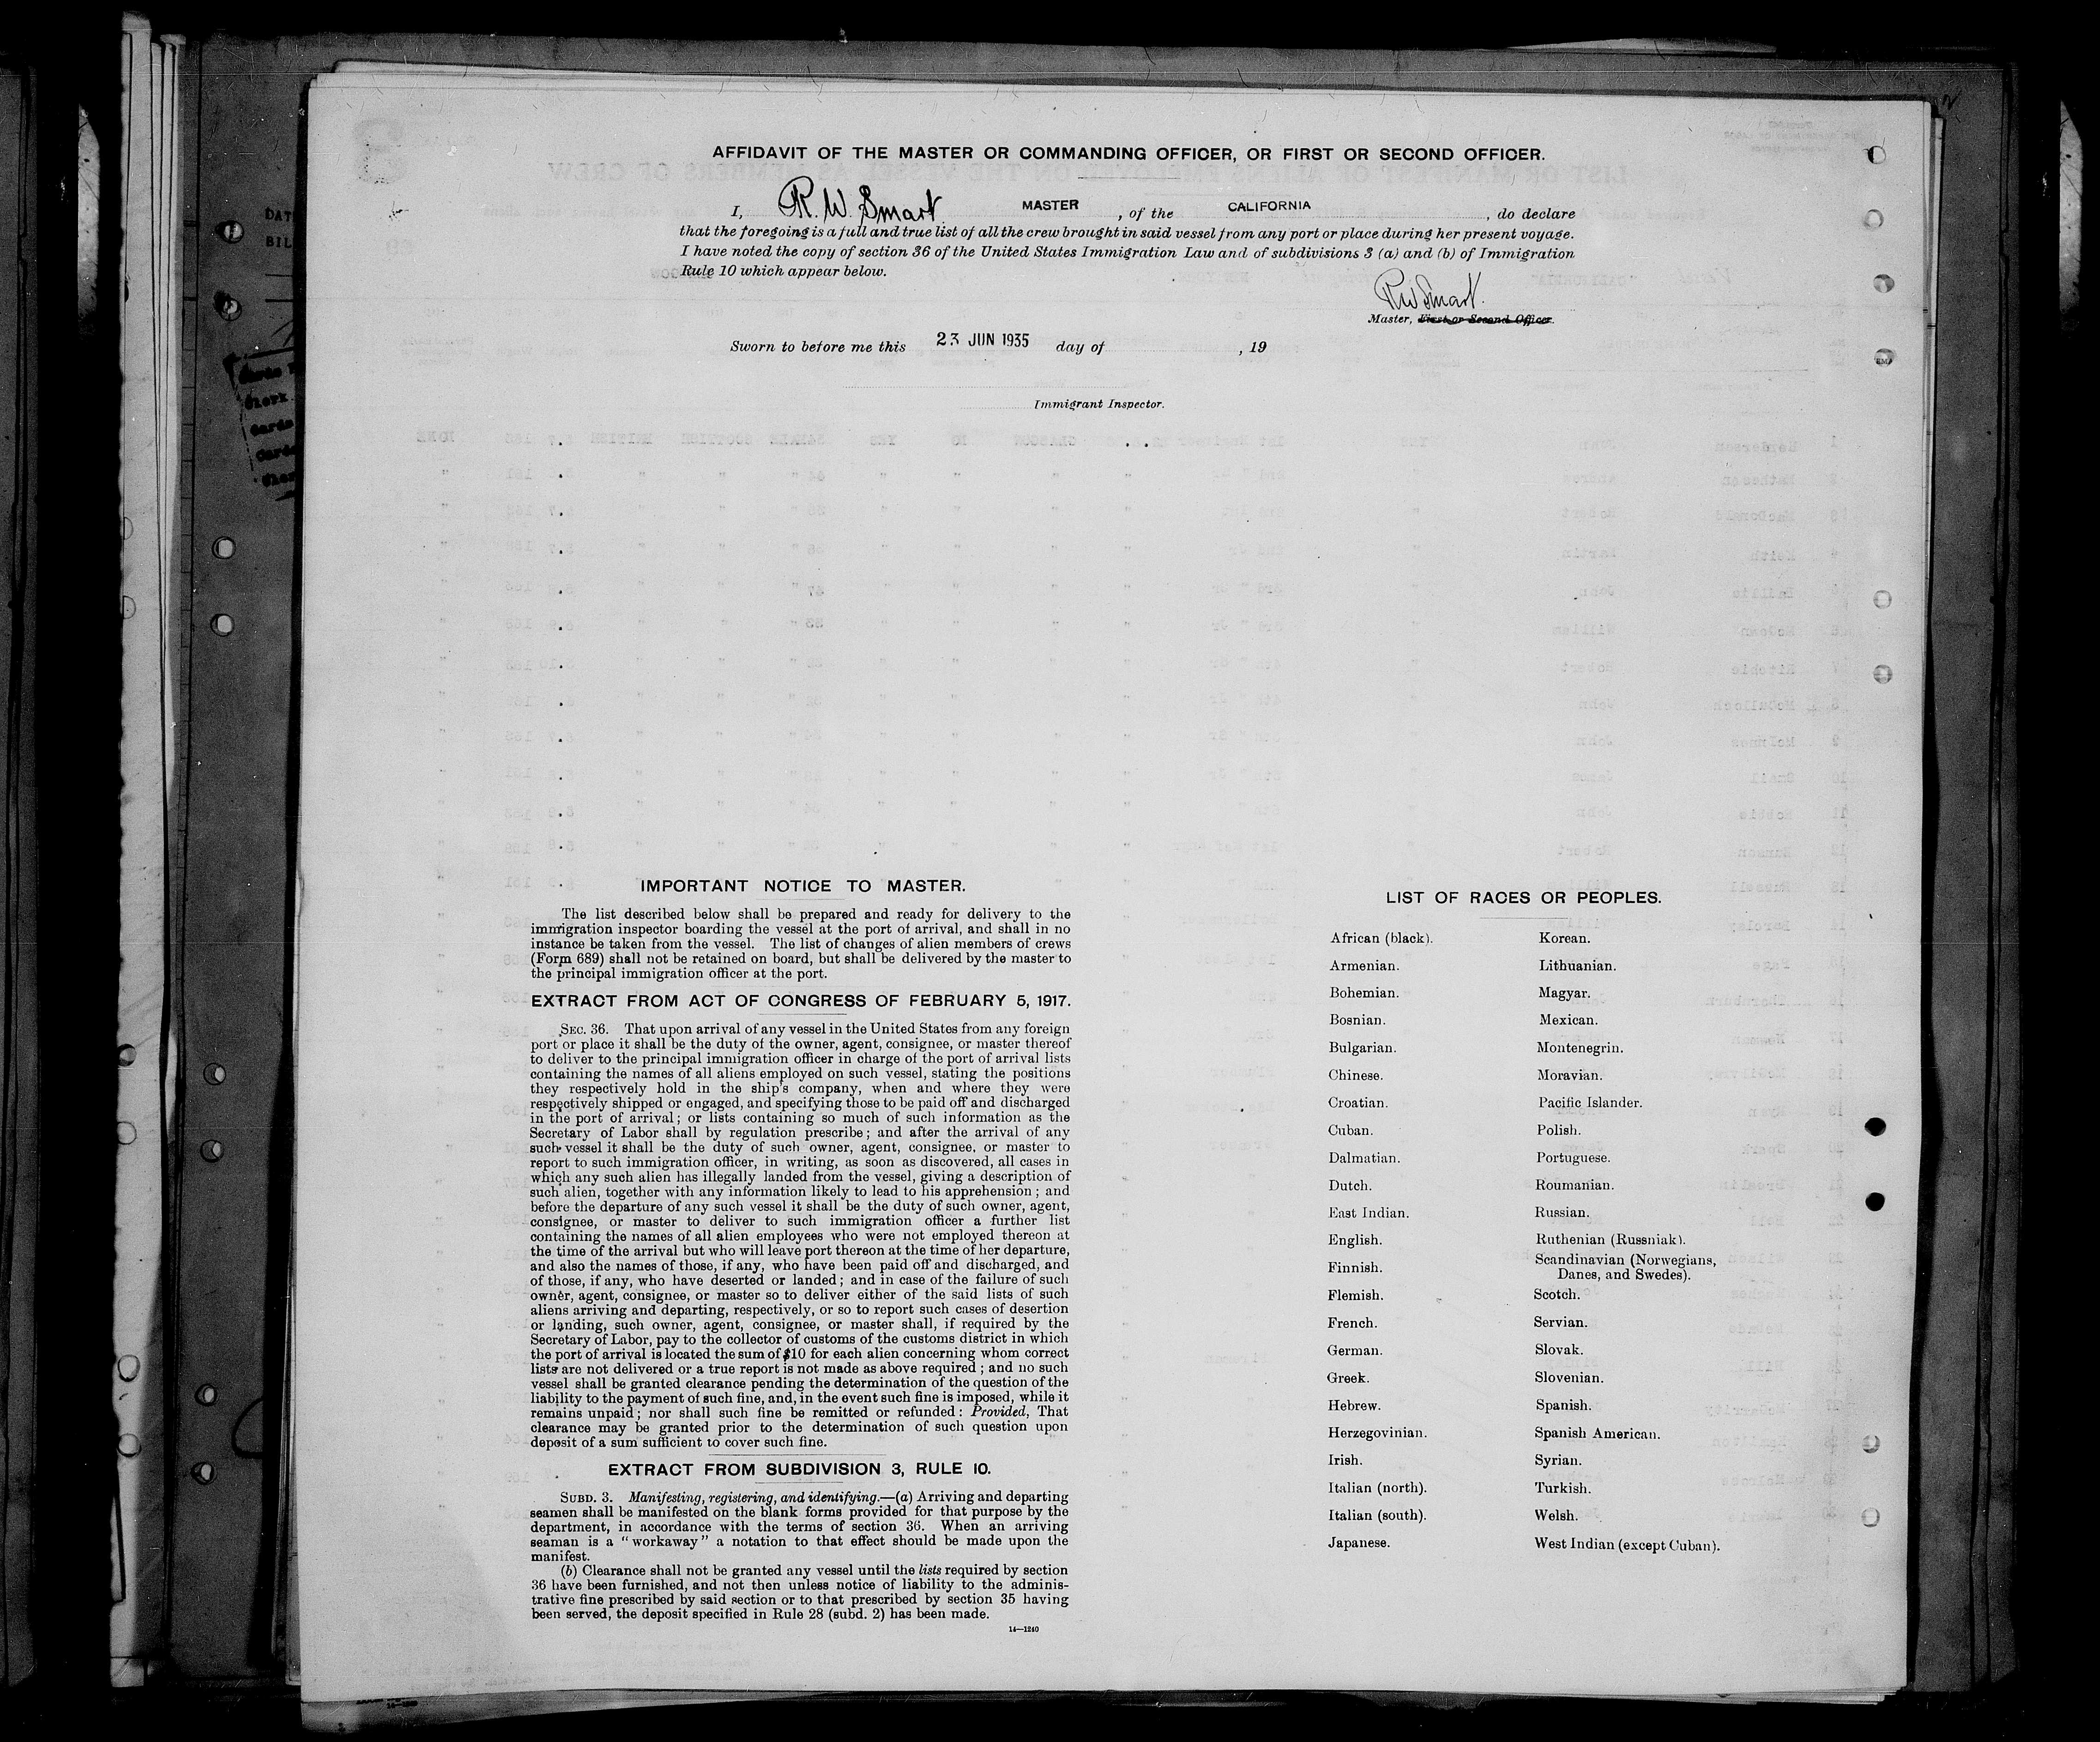 AFFIDAVIT OF THE MASTER OR COMMANDING OFFICER, OR FIRST OR SECOND OFFICER.
I, R. W. Smart MASTER, of the CALIFORNIA, do declare
that the foregoing is a full and true list of all the crew brought in said vessel from any port or place during her present voyage.
I have noted the copy of section 36 of the United States Immigration Law and of subdivisions 3 (a) and (b) of Immigration
Rule 10 which appear below.
RW Smart.
Master, First or Second Officer.
Sworn to before me this 23 JUN 1935 day of , 19
Immigrant Inspector.
IMPORTANT NOTICE TO MASTER.
The list described below shall be prepared and ready for delivery to the
immigration inspector boarding the vessel at the port of arrival, and shall in no
instance be taken from the vessel. The list of changes of alien members of crews
(Form 689) shall not be retained on board, but shall be delivered by the master to
the principal immigration officer at the port.
EXTRACT FROM ACT OF CONGRESS OF FEBRUARY 5, 1917.
SEC. 36. That upon arrival of any vessel in the United States from any foreign
port or place it shall be the duty of the owner, agent, consignee, or master thereof
to deliver to the principal immigration officer in charge of the port of arrival lists
containing the names of all aliens employed on such vessel, stating the positions
they respectively hold in the ship's company, when and where they were
respectively shipped or engaged, and specifying those to be paid off and discharged
in the port of arrival; or lists containing so much of such information as the
Secretary of Labor shall by regulation prescribe; and after the arrival of any
such vessel it shall be the duty of such owner, agent, consignee, or master to
report to such immigration officer, in writing, as soon as discovered, all cases in
which any such alien has illegally landed from the vessel, giving a description of
such alien, together with any information likely to lead to his apprehension; and
before the departure of any such vessel it shall be the duty of such owner, agent,
consignee, or master to deliver to such immigration officer a further list
containing the names of all alien employees who were not employed thereon at
the time of the arrival but who will leave port thereon at the time of her departure,
and also the names of those, if any, who have been paid off and discharged, and
of those, if any, who have deserted or landed; and in case of the failure of such
owner, agent, consignee, or master so to deliver either of the said lists of such
aliens arriving and departing, respectively, or so to report such cases of desertion
or landing, such owner, agent, consignee, or master shall, if required by the
Secretary of Labor, pay to the collector of customs of the customs district in which
the port of arrival is located the sum of $10 for each alien concerning whom correct
lists are not delivered or a true report is not made as above required; and no such
vessel shall be granted clearance pending the determination of the question of the
liability to the payment of such fine, and, in the event such fine is imposed, while it
remains unpaid; nor shall such fine be remitted or refunded: Provided, That
clearance may be granted prior to the determination of such question upon
deposit of a sum sufficient to cover such fine.
EXTRACT FROM SUBDIVISION 3, RULE 10.
SUBD. 3. Manifesting, registering, and identifying.—(a) Arriving and departing
seamen shall be manifested on the blank forms provided for that purpose by the
department, in accordance with the terms of section 36. When an arriving
seaman is a "workaway" a notation to that effect should be made upon the
manifest.
(b) Clearance shall not be granted any vessel until the lists required by section
36 have been furnished, and not then unless notice of liability to the adminis-
trative fine prescribed by said section or to that prescribed by section 35 having
been served, the deposit specified in Rule 28 (subd. 2) has been made.
14—1240
LIST OF RACES OR PEOPLES.
African (black).
Armenian.
Bohemian.
Bosnian.
Bulgarian.
Chinese.
Croatian.
Cuban.
Dalmatian.
Dutch.
East Indian.
English.
Finnish.
Flemish.
French.
German.
Greek.
Hebrew.
Herzegovinian.
Irish.
Italian (north).
Italian (south).
Japanese.
Korean.
Lithuanian.
Magyar.
Mexican.
Montenegrin.
Moravian.
Pacific Islander.
Polish.
Portuguese.
Roumanian.
Russian.
Ruthenian (Russniak).
Scandinavian (Norwegians,
Danes, and Swedes).
Scotch.
Servian.
Slovak.
Slovenian.
Spanish.
Spanish American.
Syrian.
Turkish.
Welsh.
West Indian (except Cuban).